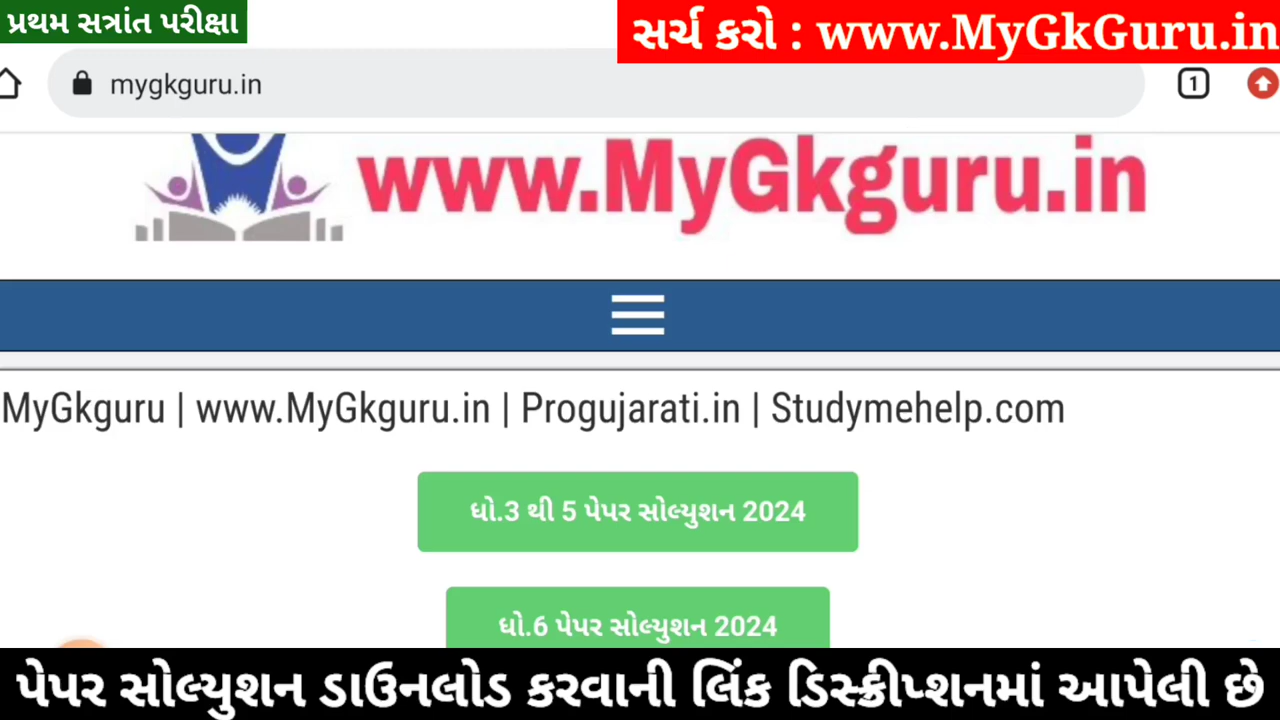 પ્રથમ સત્રાંત પરીક્ષા
સર્ચ કરો : www.MyGkGuru.in
mygkguru.in
1
www.MyGkguru.in
MyGkguru | www.MyGkguru.in | Progujarati.in | Studymehelp.com
ધો.3 થી 5 પેપર સોલ્યુશન 2024
ધો.6 પેપર સોલ્યુશન 2024
પેપર સોલ્યુશન ડાઉનલોડ કરવાની લિંક ડિસ્ક્રીપ્શનમાં આપેલી છે